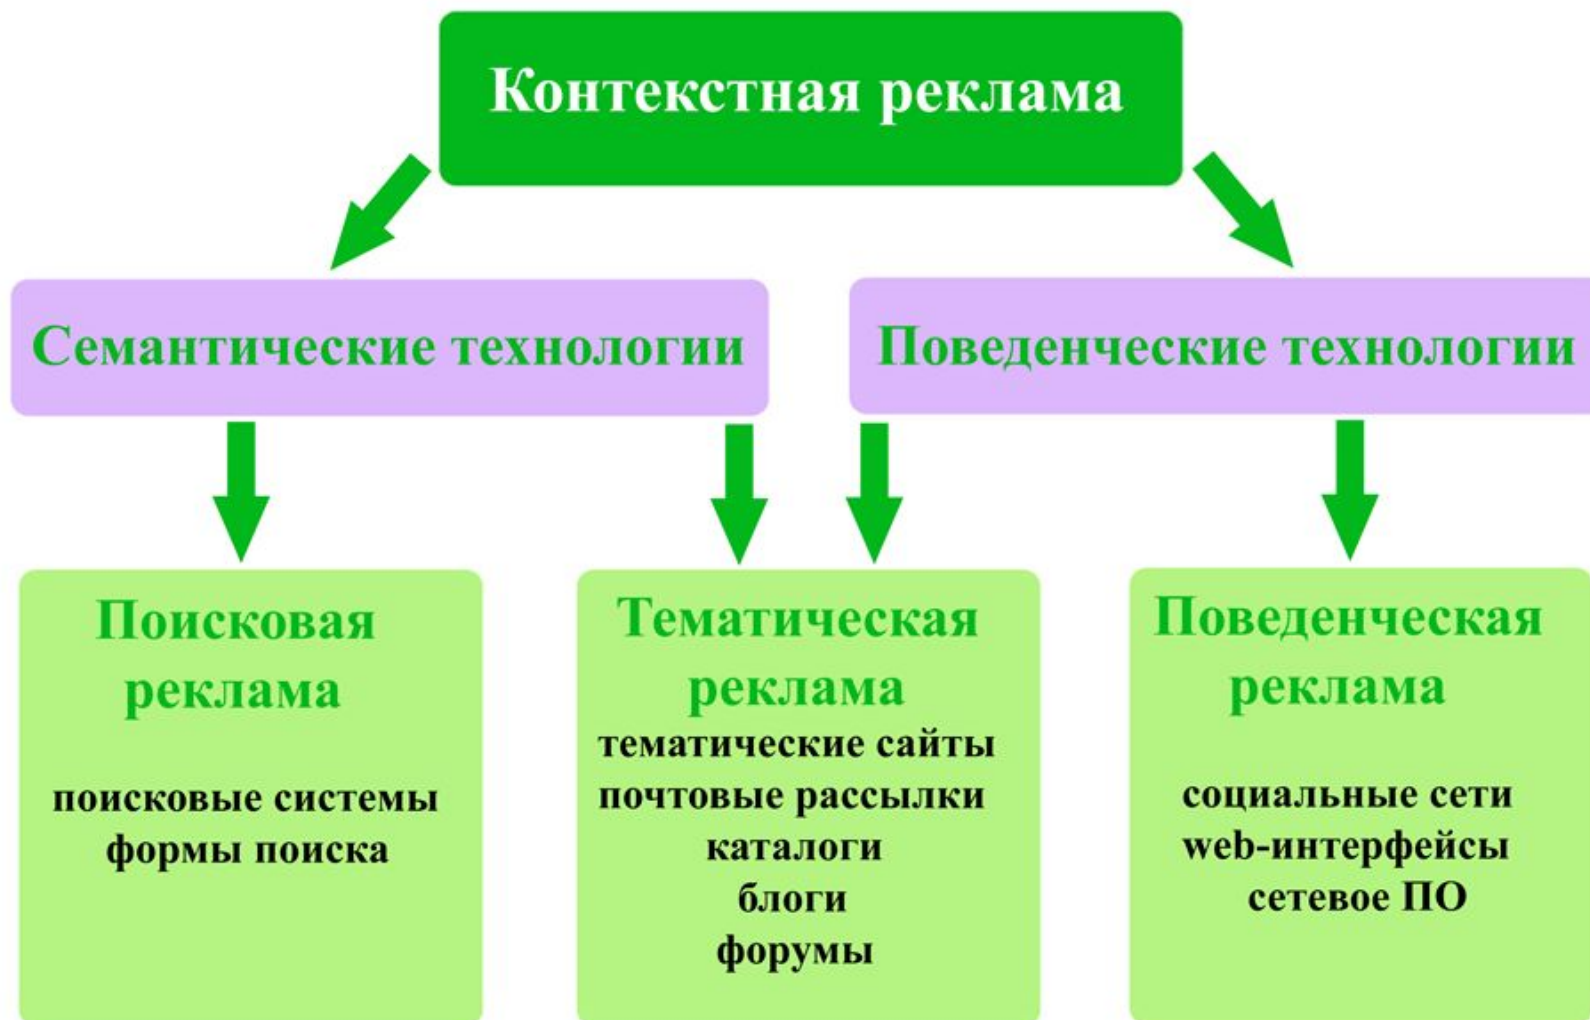 Контекстная реклама
Семантические технологии
Поведенческие технологии
Поисковая
реклама
поисковые системы
формы поиска
Тематическая
реклама
тематические сайты
почтовые рассылки
каталоги
блоги
форумы
Поведенческая
реклама
социальные сети
web-интерфейсы
сетевое ПО